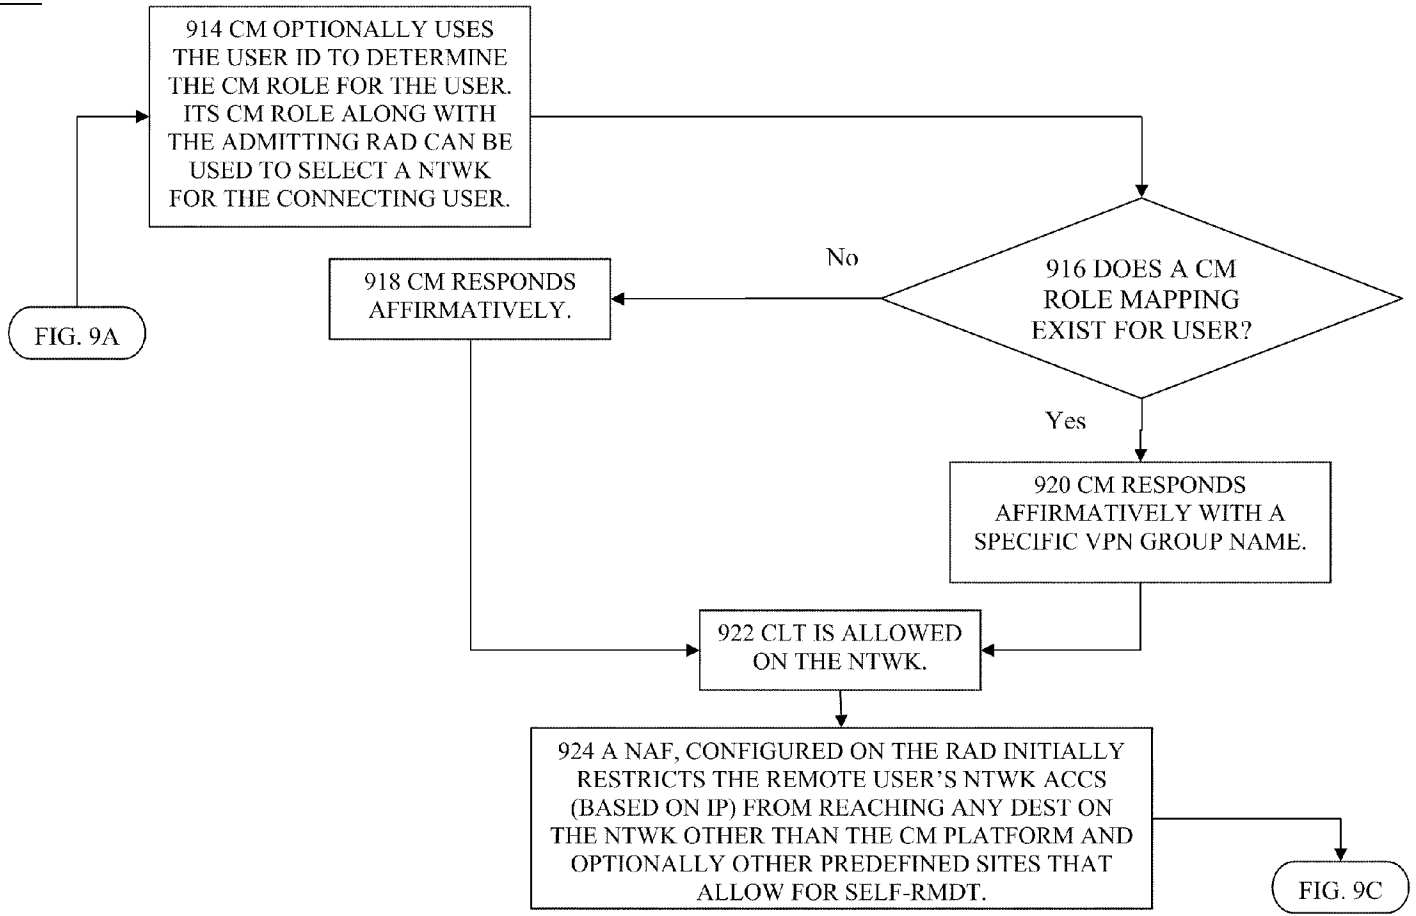 914 CM OPTIONALLY USES
THE USER ID TO DETERMINE
THE CM ROLE FOR THE USER.
ITS CM ROLE ALONG WITH
THE ADMITTING RAD CAN BE
USED TO SELECT A NTWK
FOR THE CONNECTING USER.
FIG. 9A
No
916 DOES A CM
ROLE MAPPING
EXIST FOR USER?
918 CM RESPONDS
AFFIRMATIVELY.
Yes
920 CM RESPONDS
AFFIRMATIVELY WITH A
SPECIFIC VPN GROUP NAME.
922 CLT IS ALLOWED
ON THE NTWK.
924 A NAF, CONFIGURED ON THE RAD INITIALLY
RESTRICTS THE REMOTE USER'S NTWK ACCS
(BASED ON IP) FROM REACHING ANY DEST ON
THE NTWK OTHER THAN THE CM PLATFORM AND
OPTIONALLY OTHER PREDEFINED SITES THAT
ALLOW FOR SELF-RMDT.
FIG. 9C